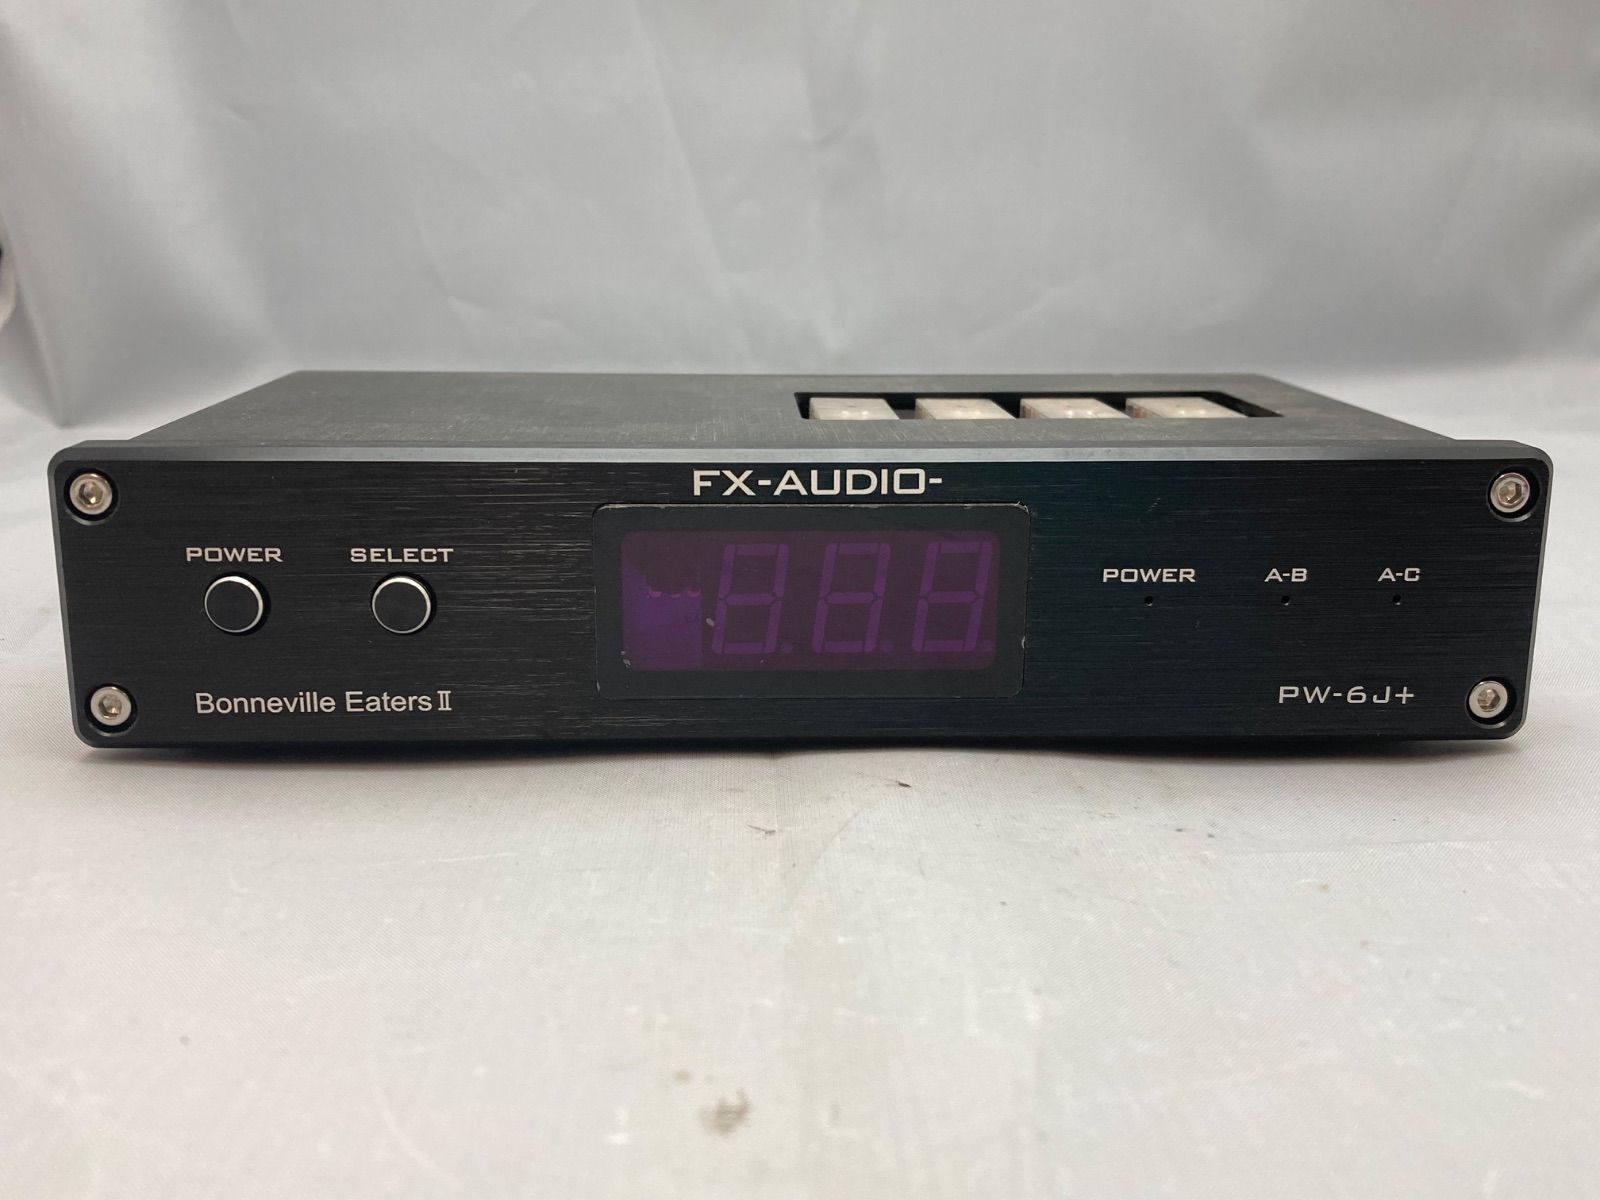 FX-AUDIO-
POWER SELECT
POWER A-B A-C
Bonneville Eaters Ⅱ
PW-6J+